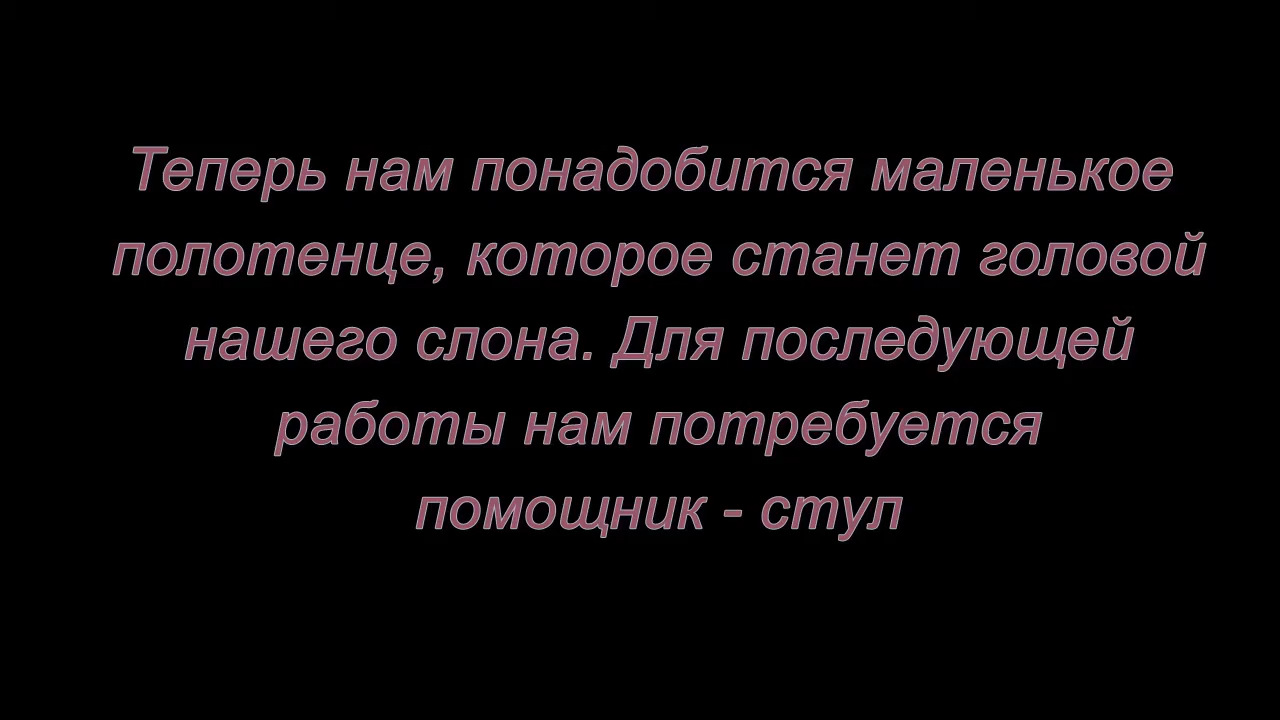 Теперь нам понадобится маленькое
полотенце, которое станет головой
нашего слона. Для последующей
работы нам потребуется
помощник - стул